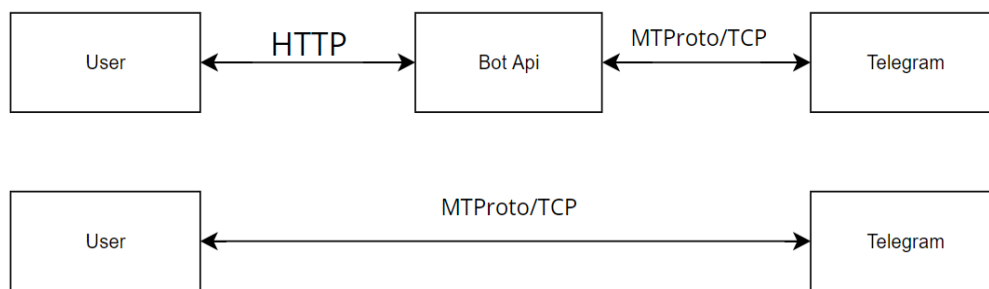 User
HTTP
Bot Api
MTProto/TCP
Telegram
User
MTProto/TCP
Telegram